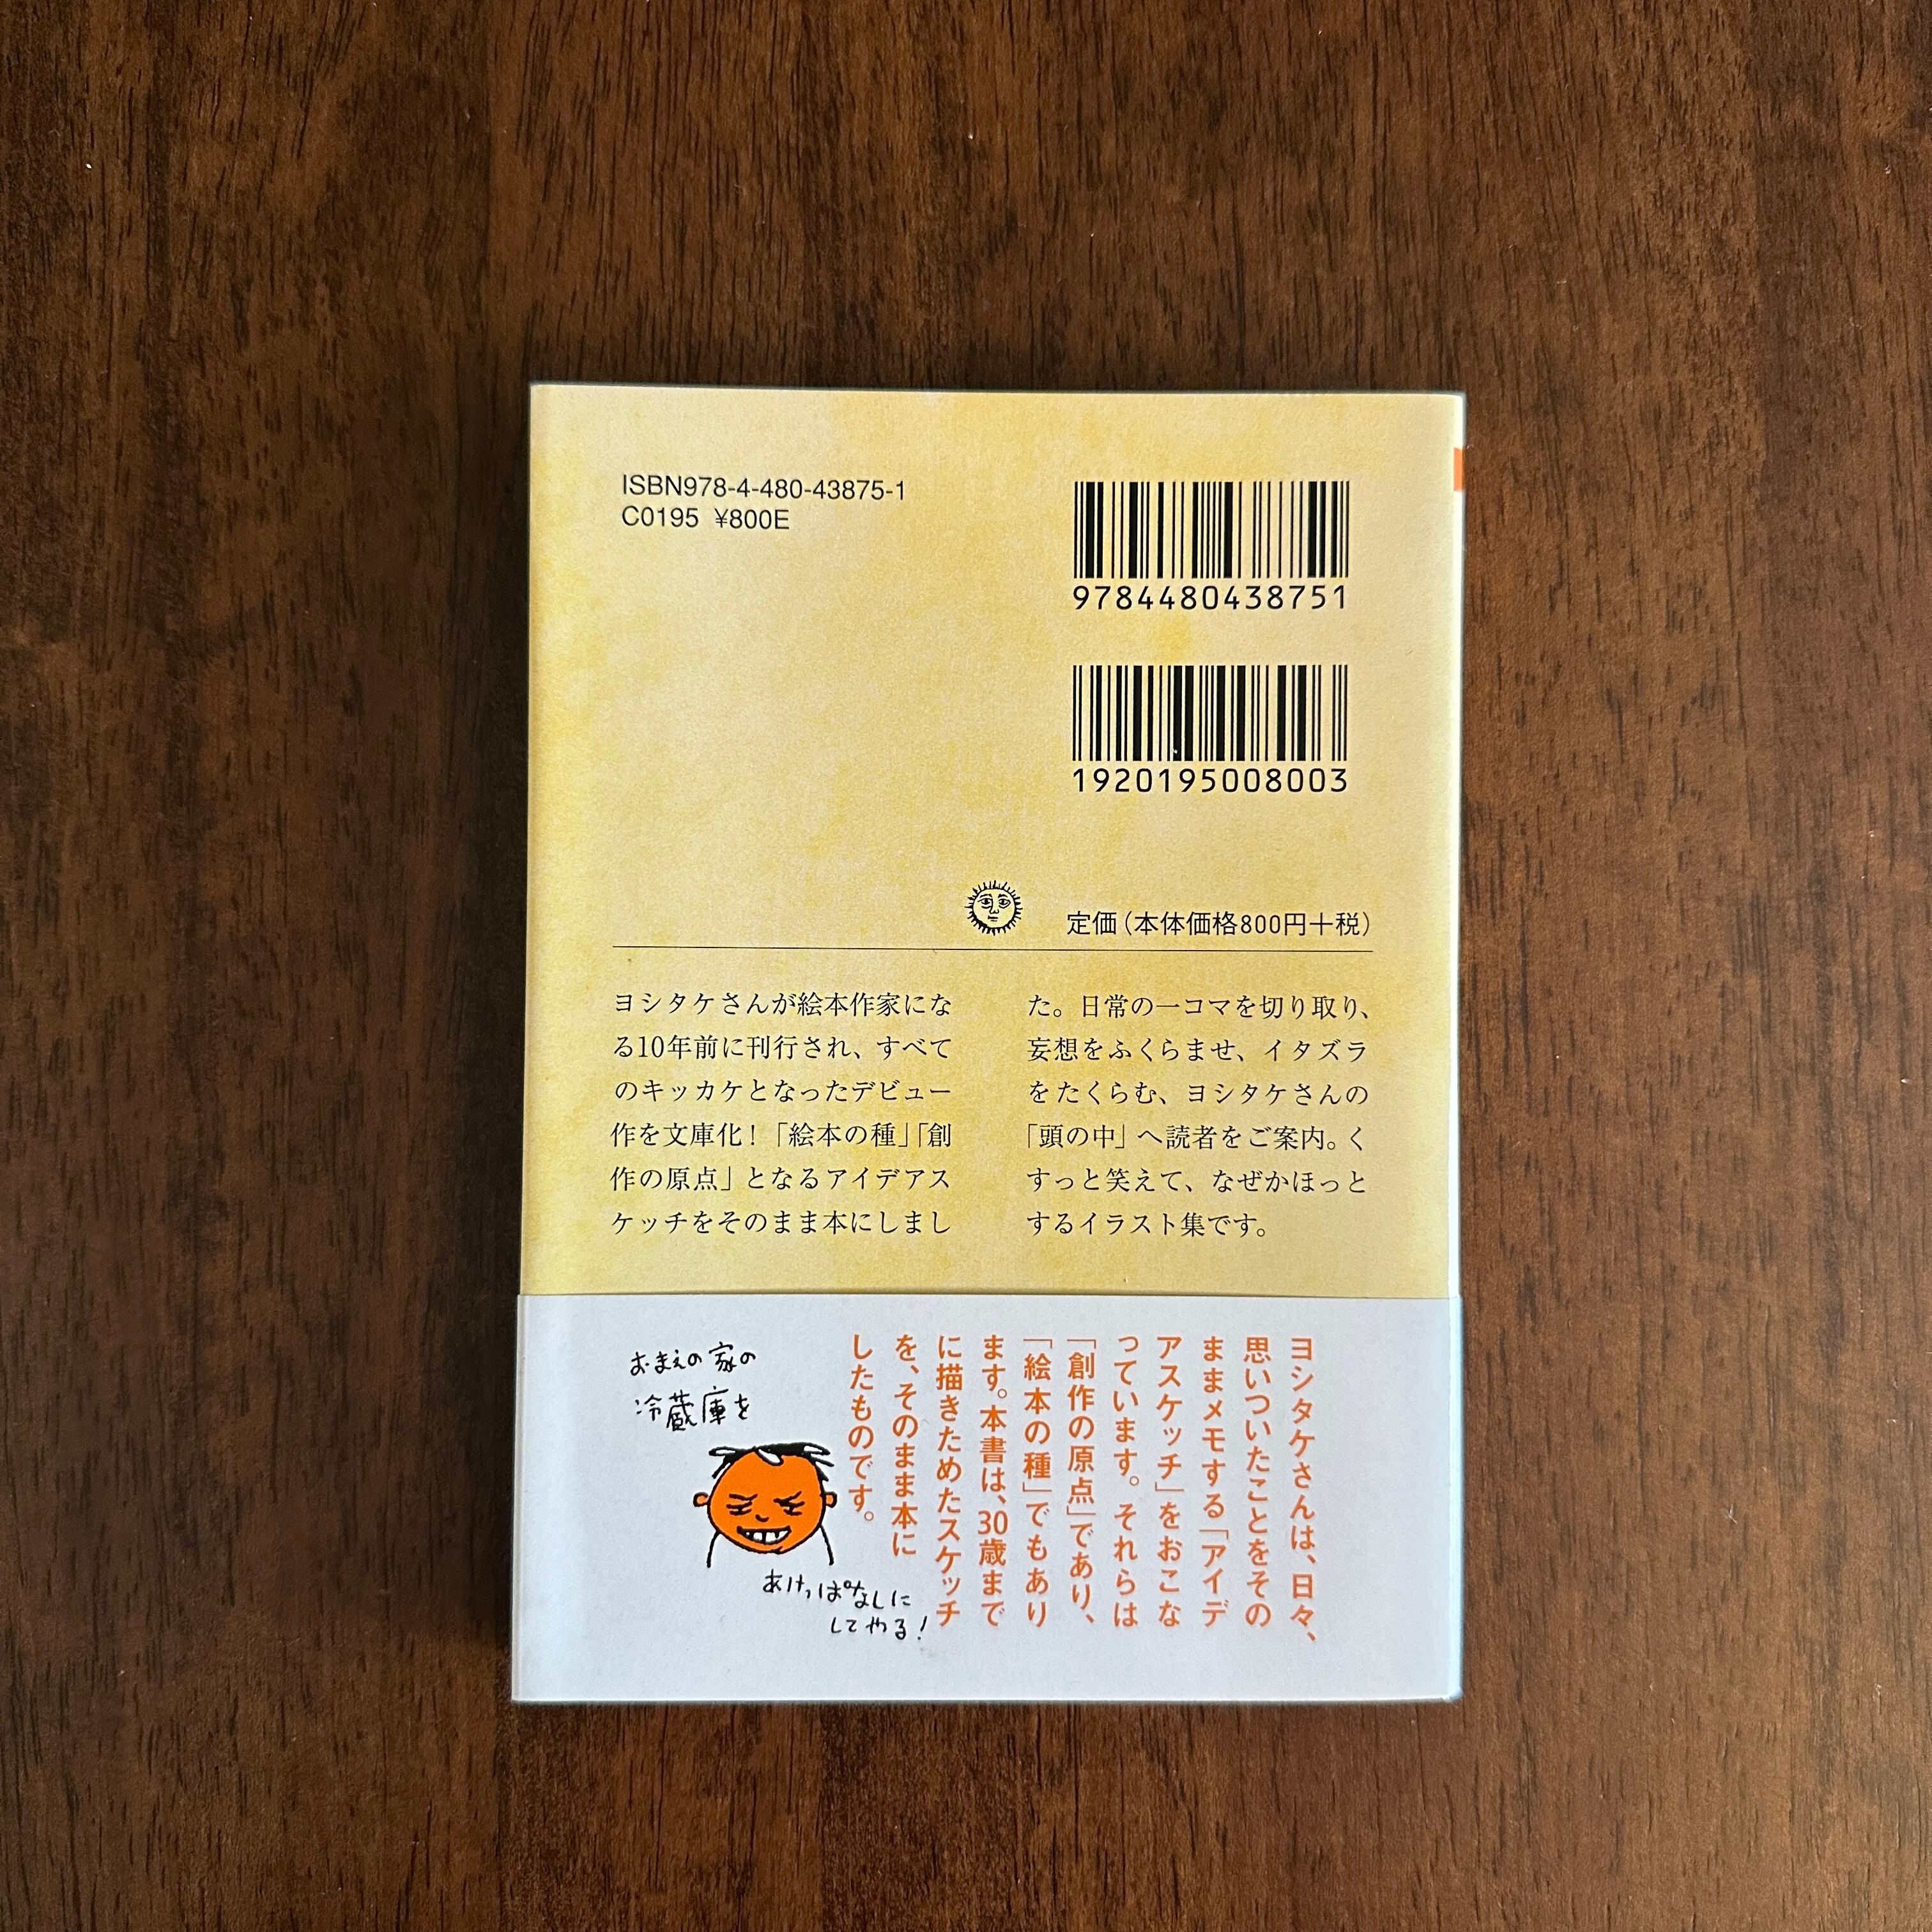 ISBN978-4-480-43875-1
C0195 ¥800E
9784480438751
1920195008003
定価(本体価格800円+税)
ヨシタケさんが絵本作家にな
る10年前に刊行され、すべて
のキッカケとなったデビュー
作を文庫化!「絵本の種」「創
作の原点」となるアイデアス
ケッチをそのまま本にしまし
た。日常の一コマを切り取り、
妄想をふくらませ、イタズラ
をたくらむ、ヨシタケさんの
「頭の中」へ読者をご案内。く
すっと笑えて、なぜかほっと
するイラスト集です。
ヨシタケさんは、日々、
思いついたことをその
ままメモする「アイデ
アスケッチ」をおこな
っています。それらは
「創作の原点」であり、
「絵本の種」でもあり
ます。本書は、30歳まで
に描きためたスケッチ
を、そのまま本に
したものです。
おまえの家の
冷蔵庫を
あけっぱなしに
してやる!